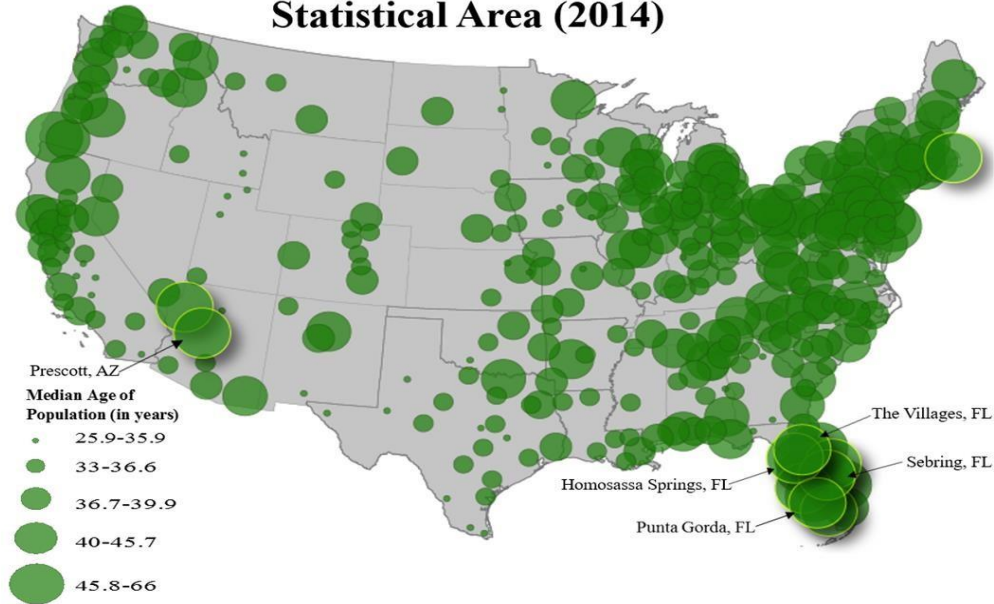 Statistical Area (2014)
Prescott, AZ
Median Age of
Population (in years)
25.9-35.9
33-36.6
36.7-39.9
40-45.7
45.8-66
The Villages, FL
Sebring, FL
Homosassa Springs, FL
Punta Gorda, FL